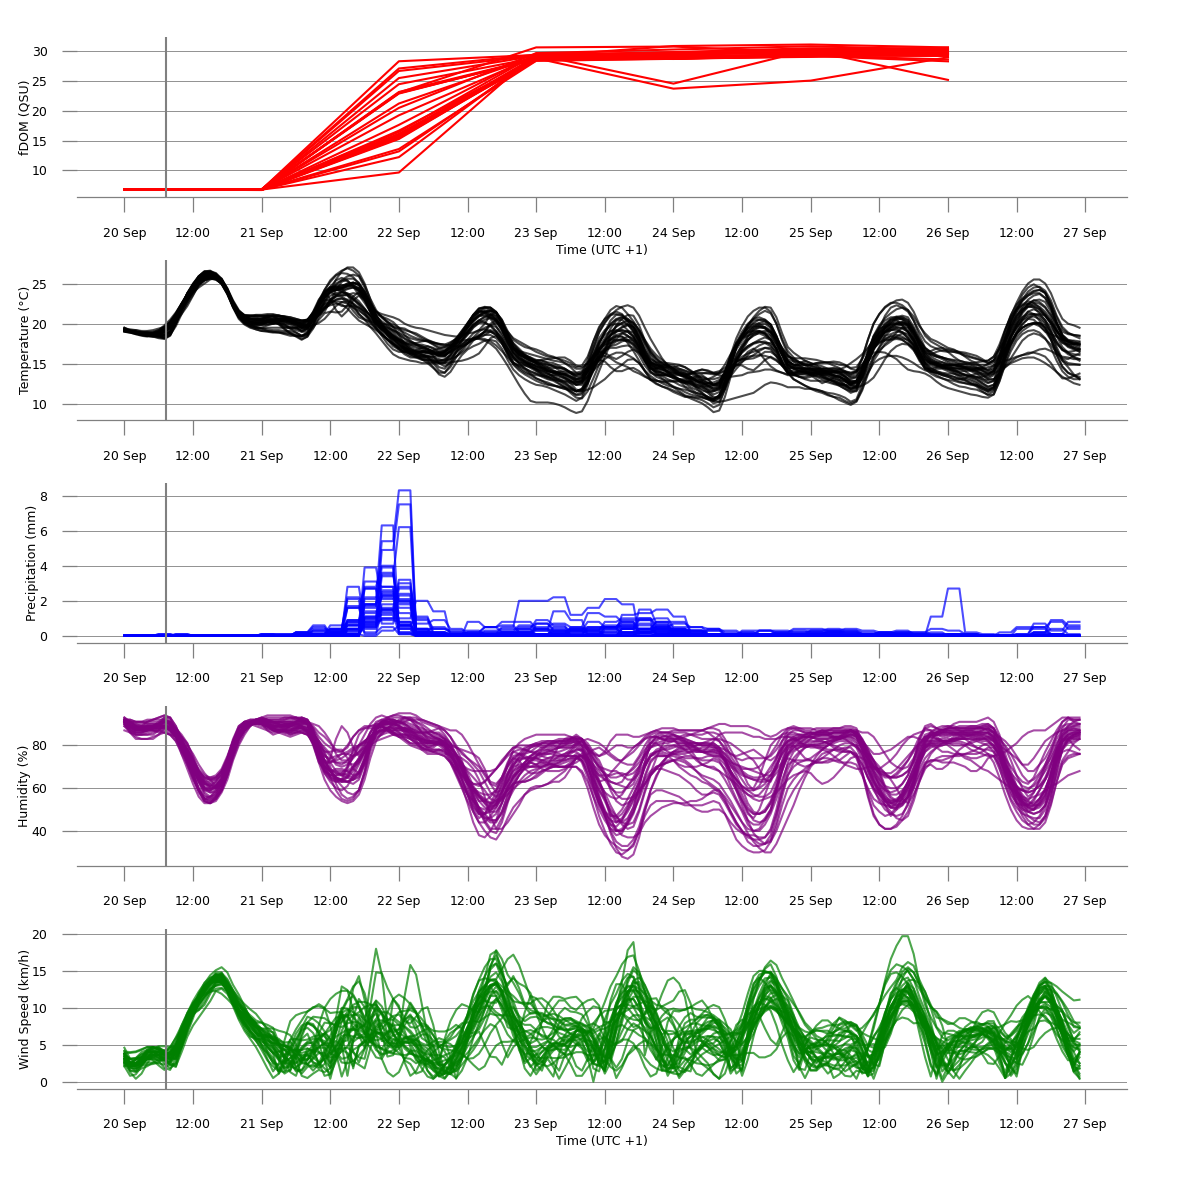 30
25
20
15
10
fDOM (QSU)
20 Sep 12:00 21 Sep 12:00 22 Sep 12:00 23 Sep 12:00 24 Sep 12:00 25 Sep 12:00 26 Sep 12:00 27 Sep
Time (UTC +1)
25
20
15
10
Temperature (°C)
20 Sep 12:00 21 Sep 12:00 22 Sep 12:00 23 Sep 12:00 24 Sep 12:00 25 Sep 12:00 26 Sep 12:00 27 Sep
8
6
4
2
0
Precipitation (mm)
20 Sep 12:00 21 Sep 12:00 22 Sep 12:00 23 Sep 12:00 24 Sep 12:00 25 Sep 12:00 26 Sep 12:00 27 Sep
80
60
40
Humidity (%)
20 Sep 12:00 21 Sep 12:00 22 Sep 12:00 23 Sep 12:00 24 Sep 12:00 25 Sep 12:00 26 Sep 12:00 27 Sep
20
15
10
5
0
Wind Speed (km/h)
20 Sep 12:00 21 Sep 12:00 22 Sep 12:00 23 Sep 12:00 24 Sep 12:00 25 Sep 12:00 26 Sep 12:00 27 Sep
Time (UTC +1)